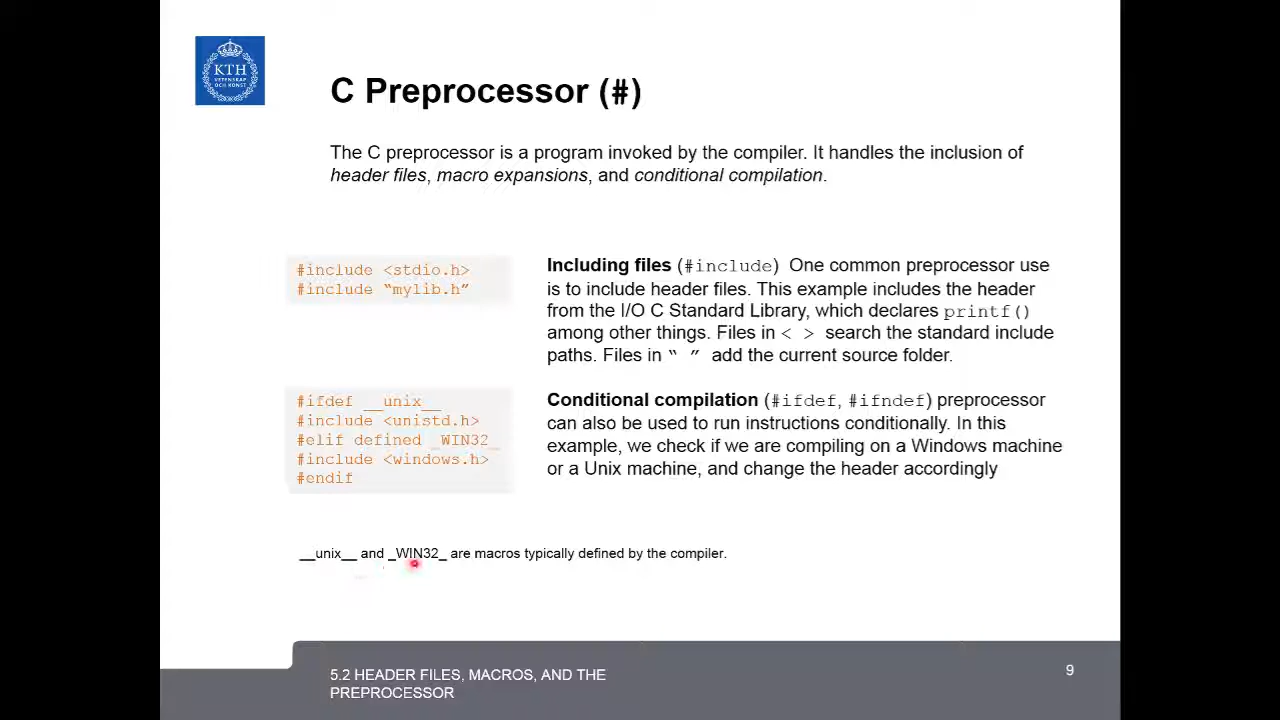 KTH
VETENSKAP
OCH KONST
C Preprocessor (#)
The C preprocessor is a program invoked by the compiler. It handles the inclusion of
header files, macro expansions, and conditional compilation.
#include <stdio.h>
#include “mylib.h”
Including files (#include) One common preprocessor use
is to include header files. This example includes the header
from the I/O C Standard Library, which declares printf()
among other things. Files in < > search the standard include
paths. Files in “ ” add the current source folder.
#ifdef __unix__
#include <unistd.h>
#elif defined _WIN32_
#include <windows.h>
#endif
Conditional compilation (#ifdef, #ifndef) preprocessor
can also be used to run instructions conditionally. In this
example, we check if we are compiling on a Windows machine
or a Unix machine, and change the header accordingly
__unix__ and _WIN32_ are macros typically defined by the compiler.
5.2 HEADER FILES, MACROS, AND THE
PREPROCESSOR
9